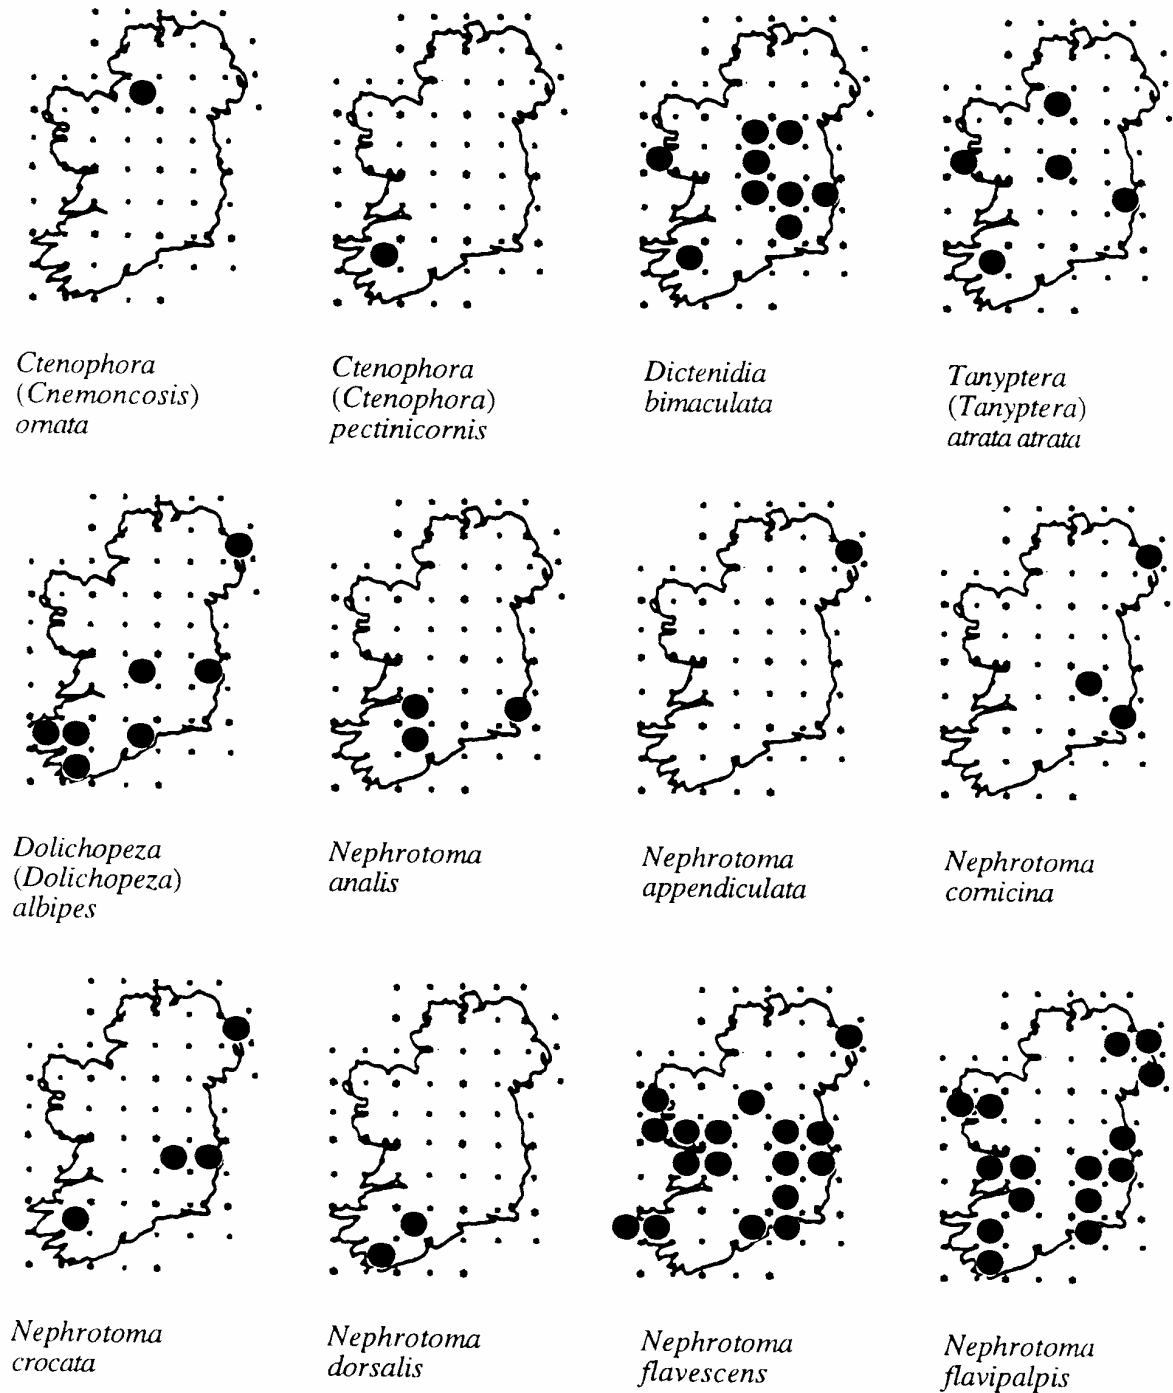 Ctenophora
(Cnemoncosis)
ornata
Ctenophora
(Ctenophora)
pectinicornis
Dictenidia
bimaculata
Tanyptera
(Tanyptera)
atrata atrata
Dolichopeza
(Dolichopeza)
albipes
Nephrotoma
analis
Nephrotoma
appendiculata
Nephrotoma
cornicina
Nephrotoma
crocata
Nephrotoma
dorsalis
Nephrotoma
flavescens
Nephrotoma
flavipalpis